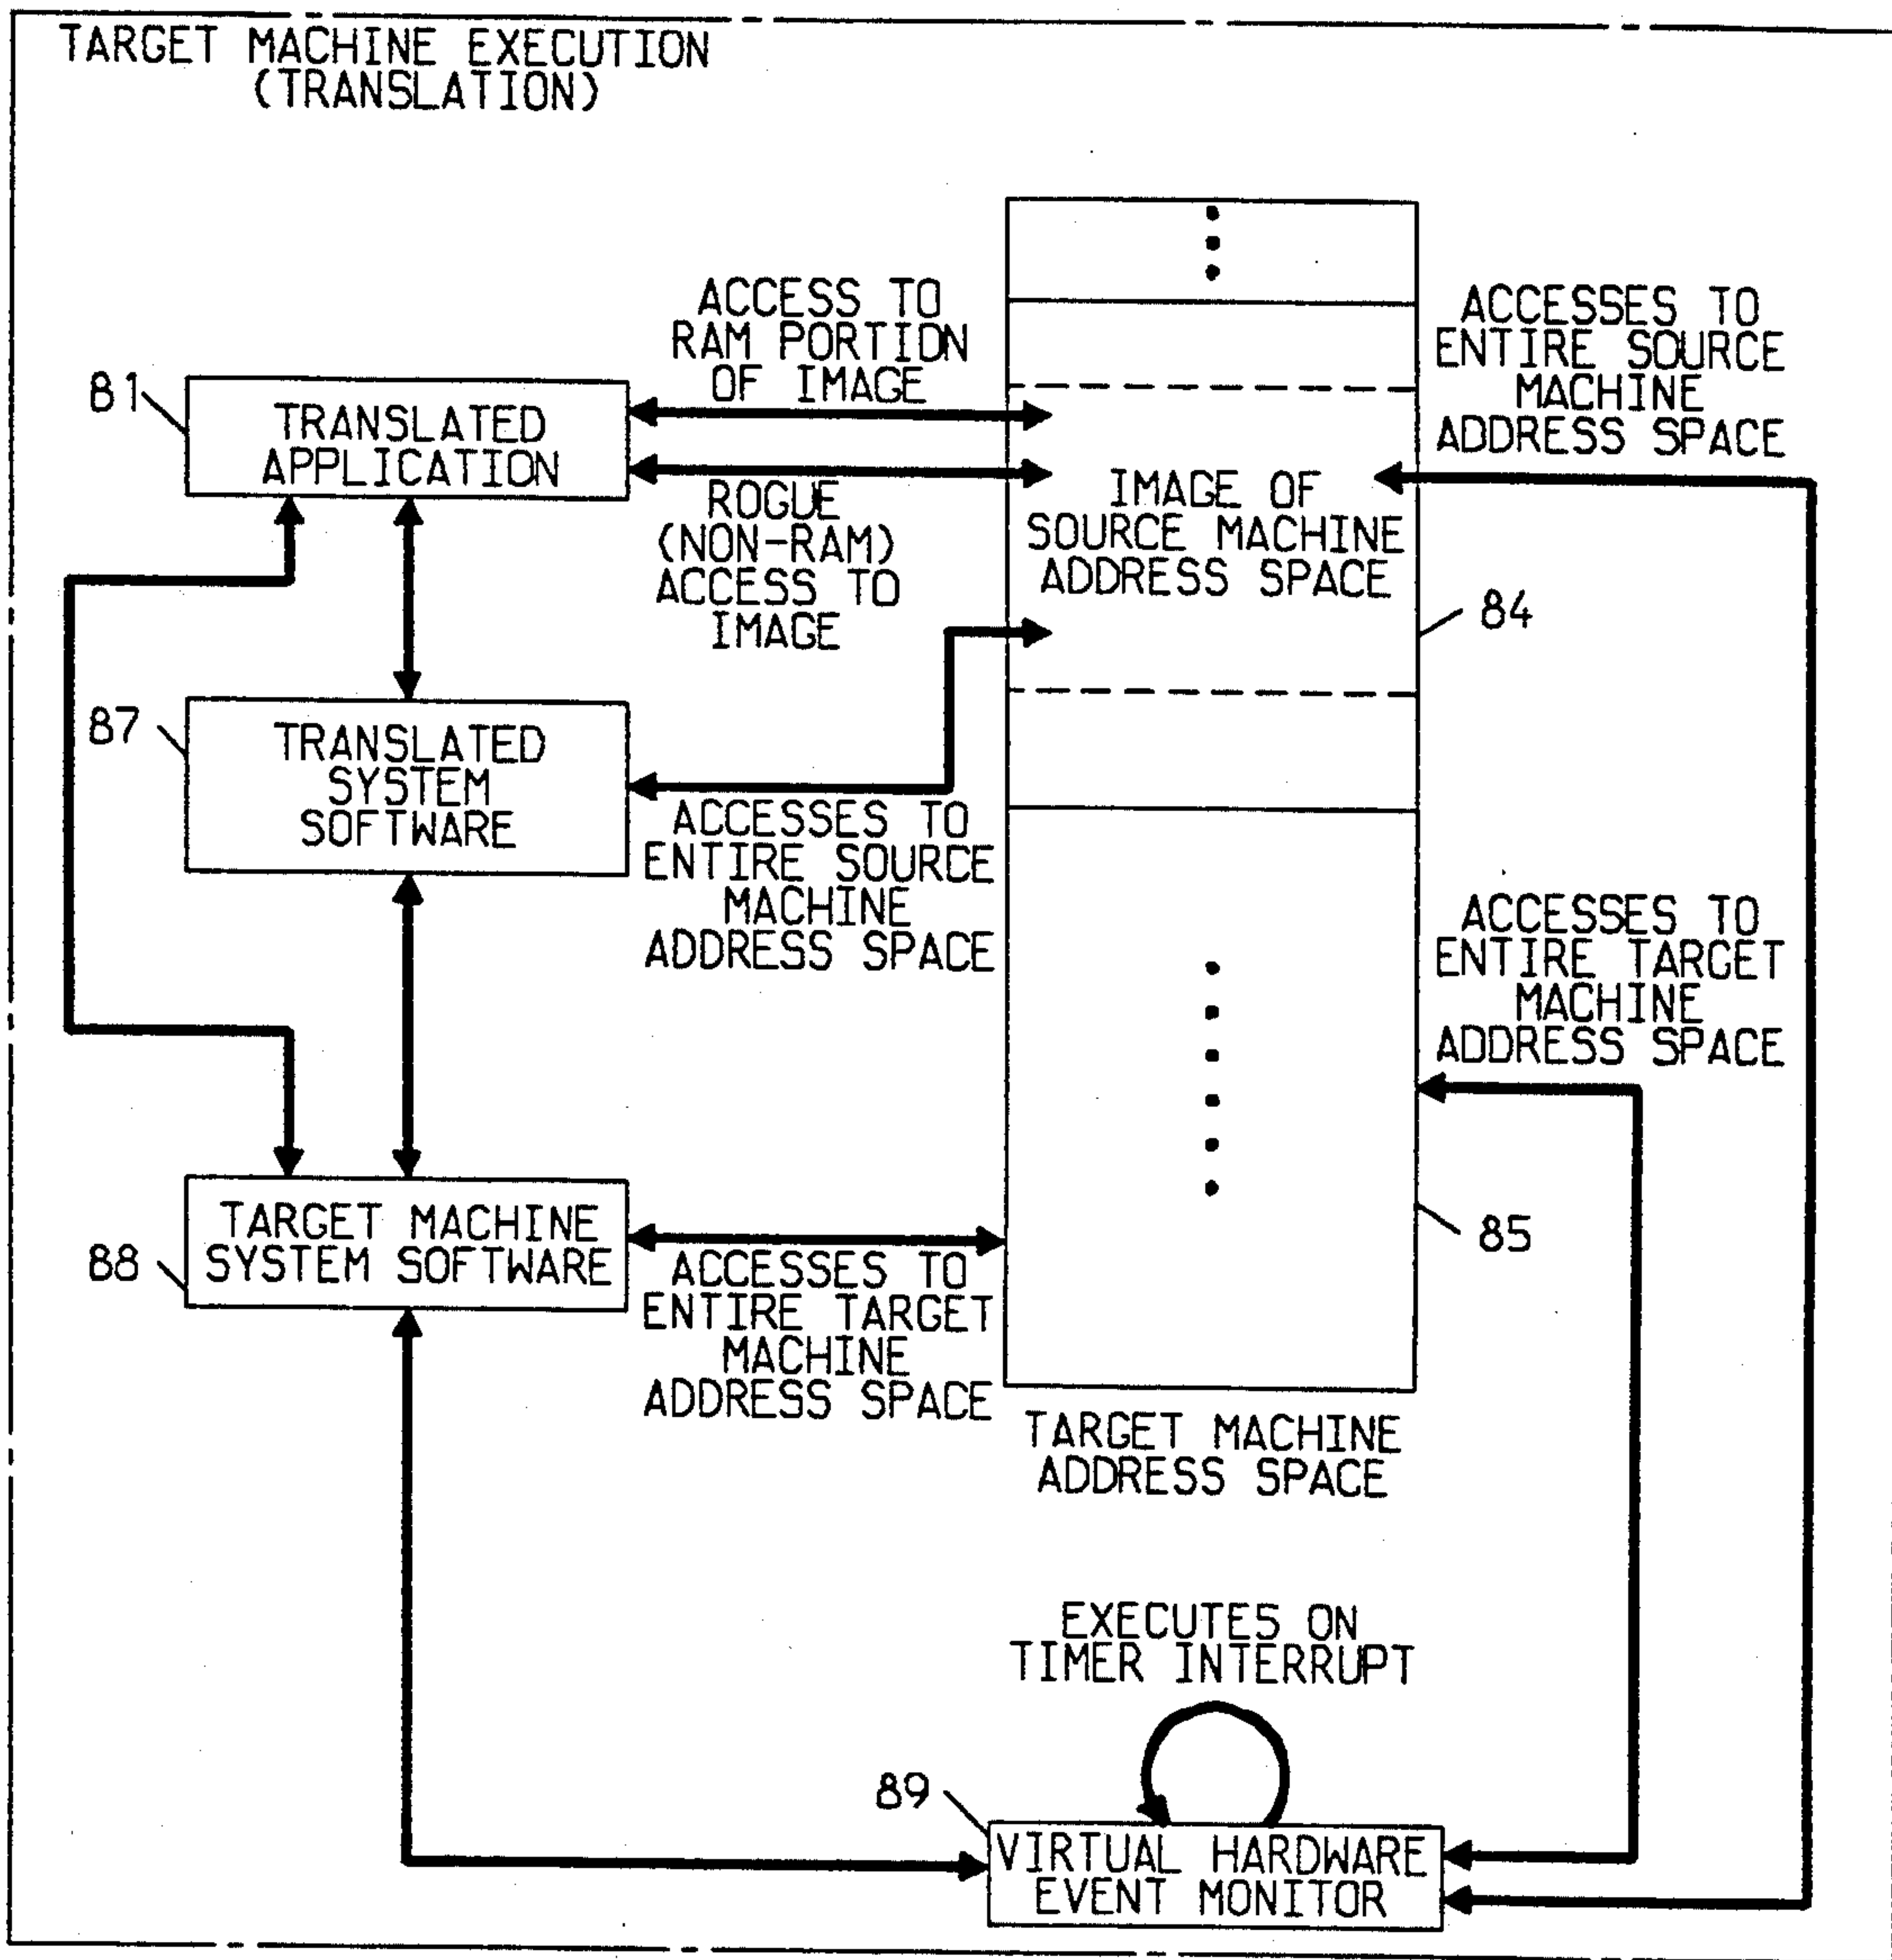 TARGET MACHINE EXECUTION
(TRANSLATION)
ACCESS TO
RAM PORTION
OF IMAGE
ACCESSES TO
ENTIRE SOURCE
MACHINE
ADDRESS SPACE
81
TRANSLATED
APPLICATION
ROGUE
(NON-RAM)
ACCESS TO
IMAGE
IMAGE OF
SOURCE MACHINE
ADDRESS SPACE
84
87
TRANSLATED
SYSTEM
SOFTWARE
ACCESSES TO
ENTIRE SOURCE
MACHINE
ADDRESS SPACE
ACCESSES TO
ENTIRE TARGET
MACHINE
ADDRESS SPACE
88
TARGET MACHINE
SYSTEM SOFTWARE
ACCESSES TO
ENTIRE TARGET
MACHINE
ADDRESS SPACE
85
TARGET MACHINE
ADDRESS SPACE
EXECUTES ON
TIMER INTERRUPT
89
VIRTUAL HARDWARE
EVENT MONITOR